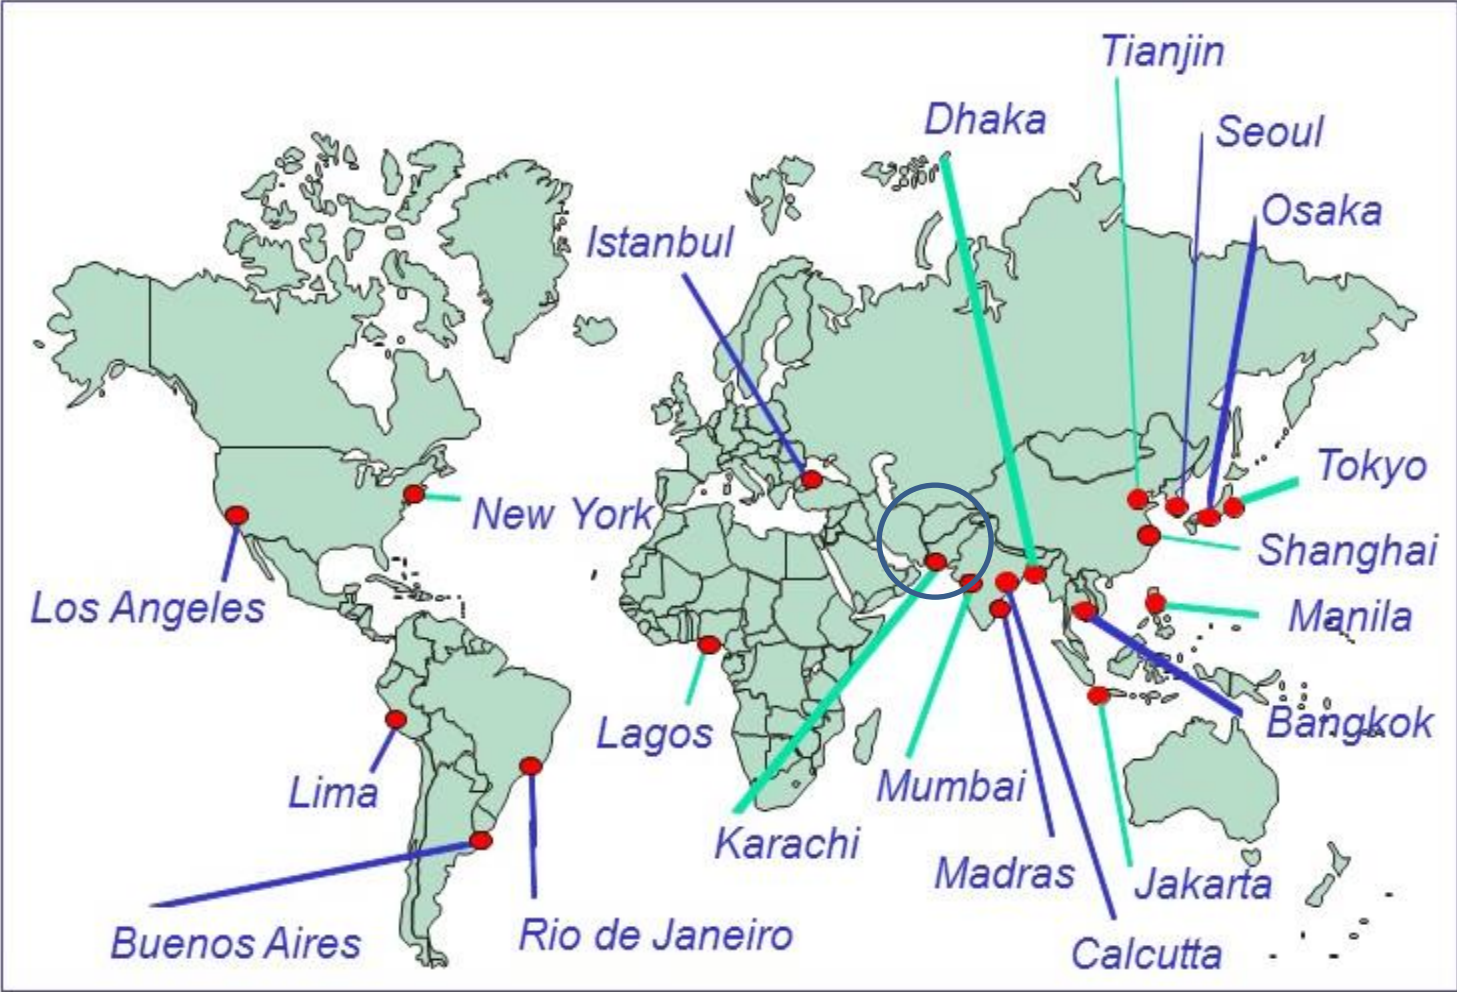 Tianjin
Dhaka
Seoul
Osaka
Istanbul
Tokyo
New York
Shanghai
Los Angeles
Manila
Lagos
Bangkok
Lima
Mumbai
Karachi
Madras
Jakarta
Buenos Aires
Rio de Janeiro
Calcutta